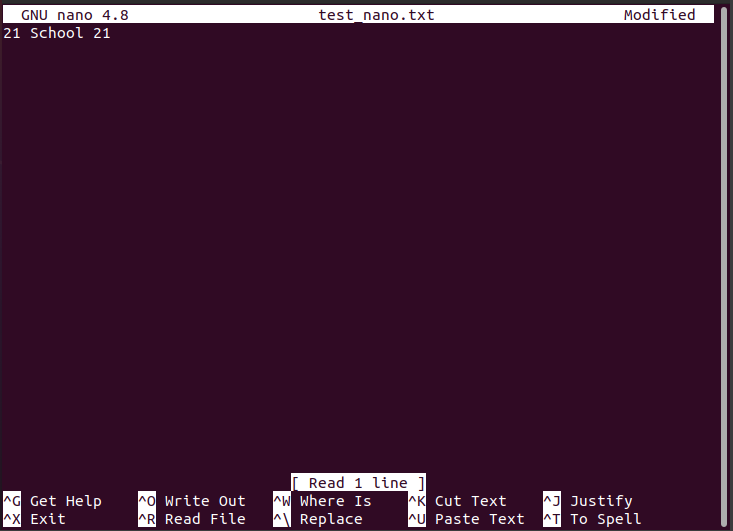 GNU nano 4.8 test_nano.txt Modified
21 School 21
[ Read 1 line ]
^G Get Help ^O Write Out ^W Where Is ^K Cut Text ^J Justify
^X Exit ^R Read File ^\ Replace ^U Paste Text ^T To Spell